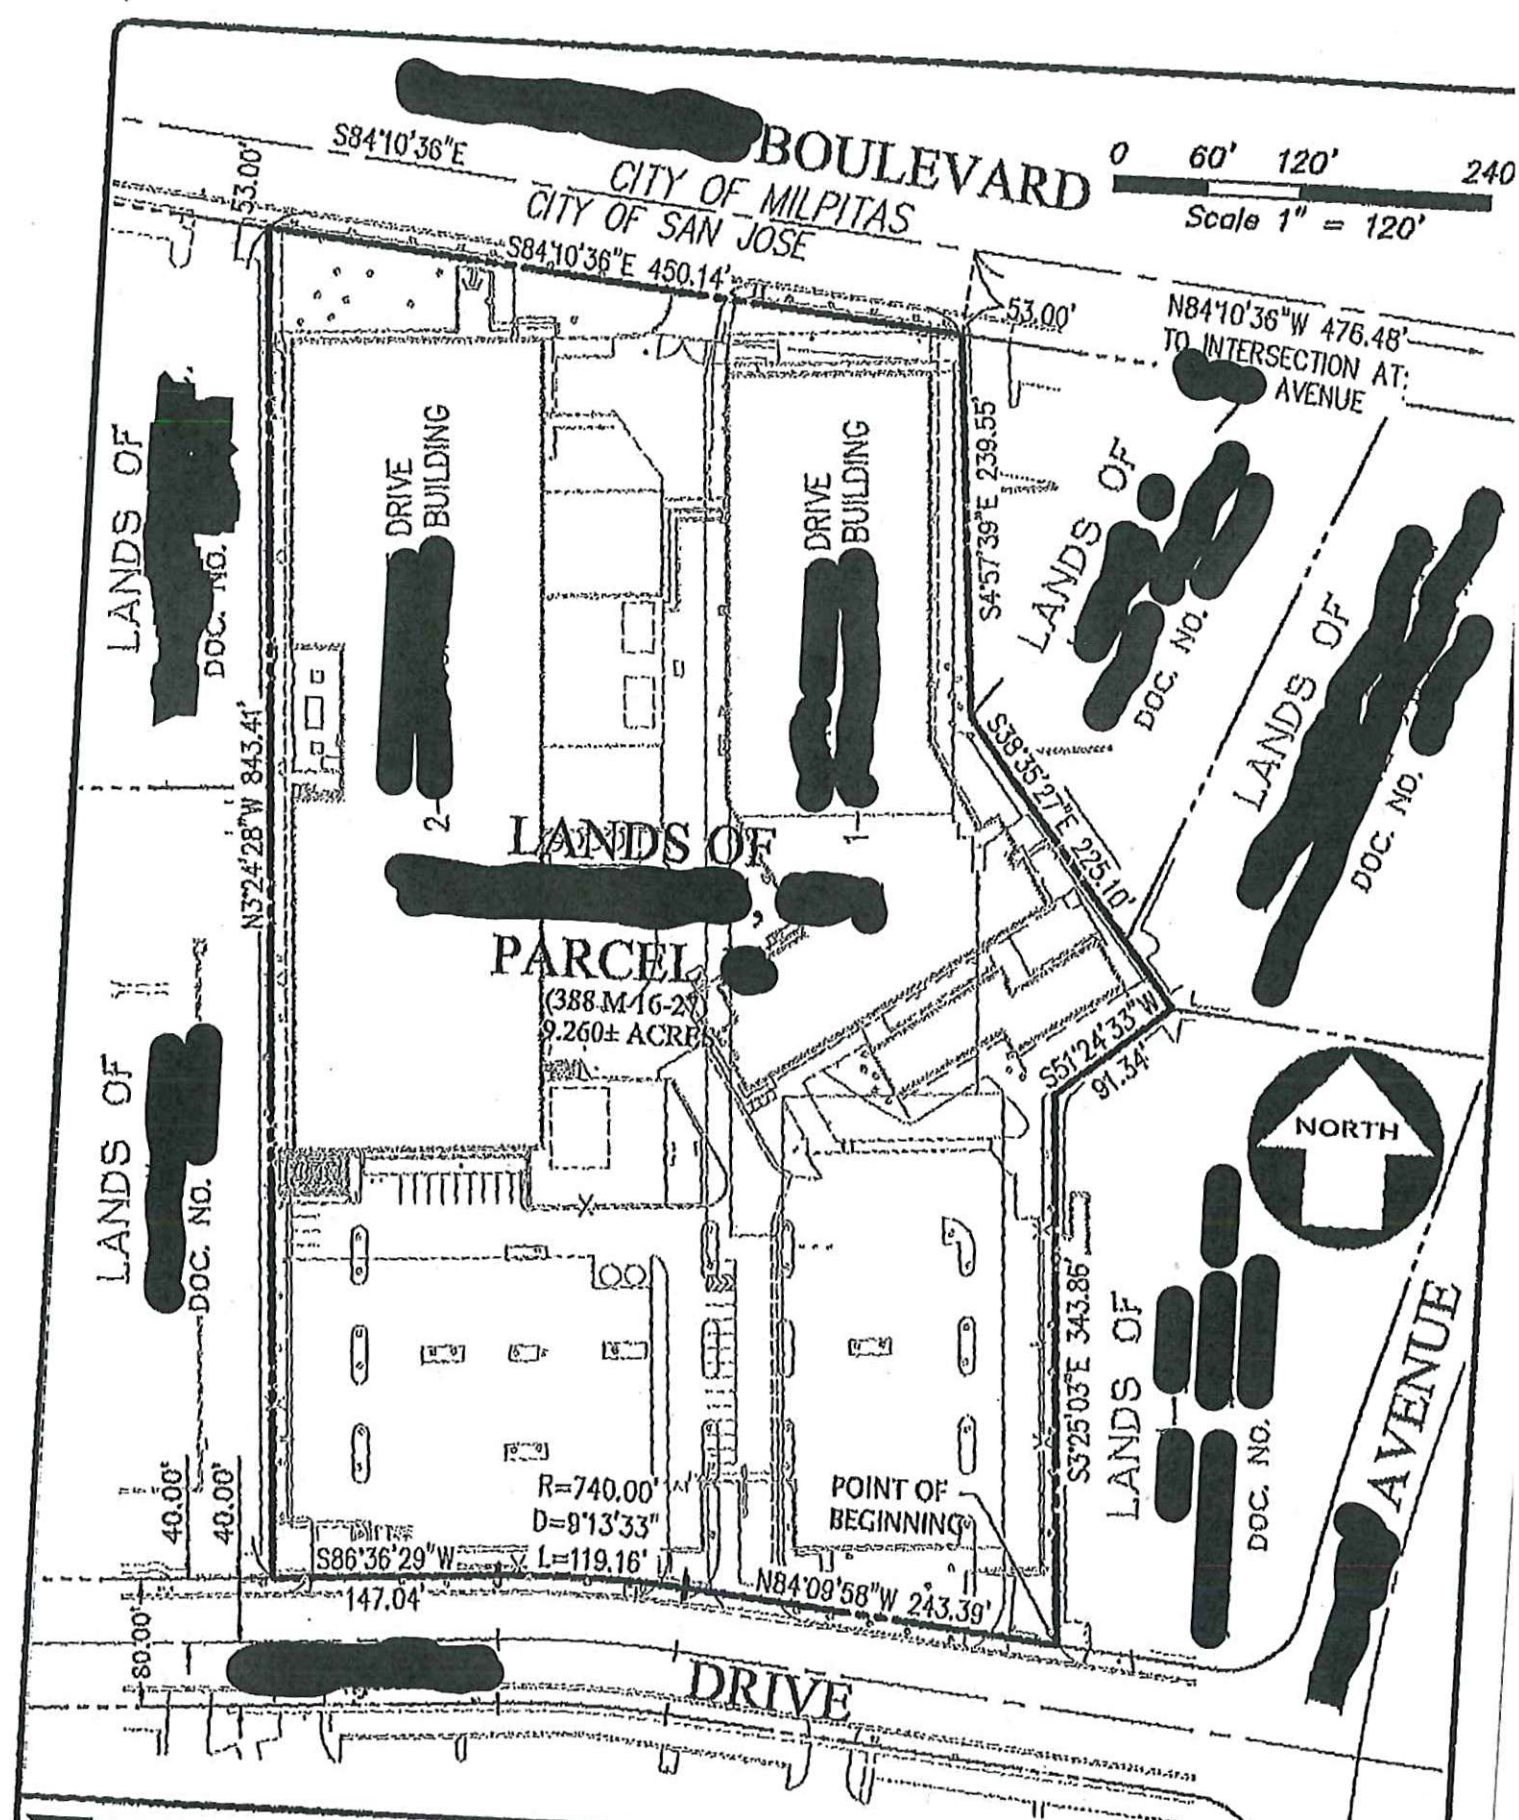 BOULEVARD
S84°10'36"E
CITY OF MILPITAS
CITY OF SAN JOSE
0 60' 120' 240
Scale 1" = 120'
53.00'
S84°10'36"E 450.14'
53.00'
N84°10'36"W 476.48'
TO INTERSECTION AT:
AVENUE
LANDS OF
DOC. NO.
DRIVE
BUILDING
2
DRIVE
BUILDING
1
S4°57'39"E 239.55'
LANDS OF
DOC. NO.
LANDS OF
DOC. NO.
S38°35'27"E 225.10'
N3°24'28"W 843.41'
LANDS OF
,
PARCEL
(388 M 16-27)
9.260± ACRES
S51°24'33"W
91.34'
NORTH
LANDS OF
DOC. NO.
S3°25'03"E 343.86'
LANDS OF
DOC. NO.
AVENUE
40.00'
40.00'
R=740.00'
D=9°13'33"
L=119.16'
POINT OF
BEGINNING
S86°36'29"W
147.04'
N84°09'58"W 243.39'
80.00'
DRIVE